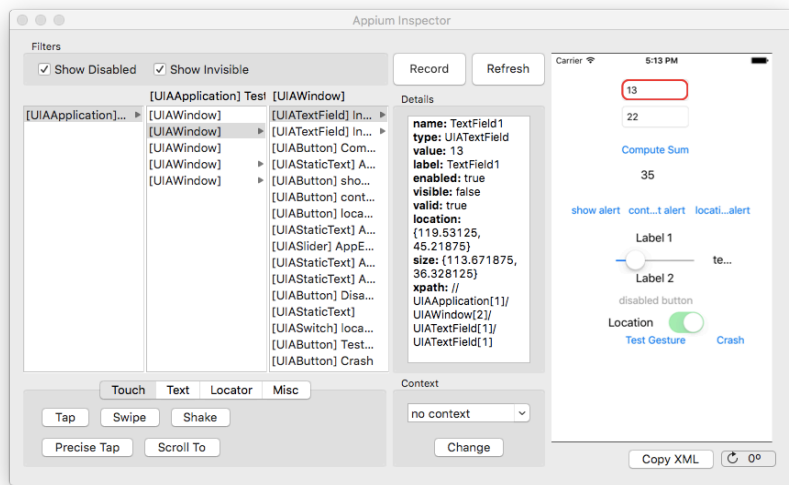 Appium Inspector
Filters
Show Disabled
Show Invisible
Record
Refresh
[UIAApplication] Test
[UIAWindow]
[UIAApplication]...
[UIAWindow]
[UIAWindow]
[UIAWindow]
[UIAWindow]
[UIAWindow]
[UIATextField] In...
[UIATextField] In...
[UIAButton] Com...
[UIAStaticText] A...
[UIAButton] sho...
[UIAButton] cont...
[UIAButton] loca...
[UIAStaticText] A...
[UIASlider] AppE...
[UIAStaticText] A...
[UIAStaticText] A...
[UIAButton] Disa...
[UIAStaticText]
[UIASwitch] loca...
[UIAButton] Test...
[UIAButton] Crash
Details
name: TextField1
type: UIATextField
value: 13
label: TextField1
enabled: true
visible: false
valid: true
location:
{119.53125,
45.21875}
size: {113.671875,
36.328125}
xpath: //
UIAApplication[1]/
UIAWindow[2]/
UIATextField[1]/
UIATextField[1]
Carrier 5:13 PM
13
22
Compute Sum
35
show alert cont...t alert locati...alert
Label 1
te...
Label 2
disabled button
Location
Test Gesture Crash
Touch Text Locator Misc
Tap Swipe Shake
Precise Tap Scroll To
Context
no context
Change
Copy XML
0º